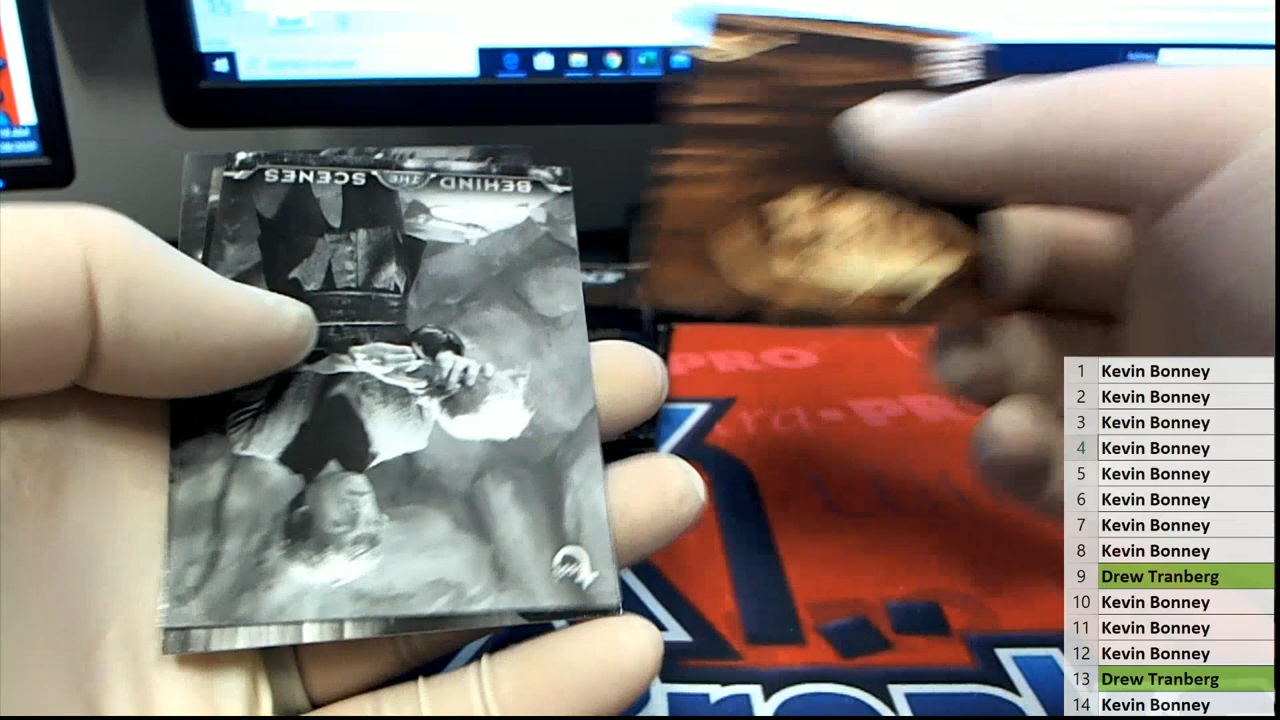 BEHIND THE SCENES
PRO
ra-PR
1 Kevin Bonney
2 Kevin Bonney
3 Kevin Bonney
4 Kevin Bonney
5 Kevin Bonney
6 Kevin Bonney
7 Kevin Bonney
8 Kevin Bonney
9 Drew Tranberg
10 Kevin Bonney
11 Kevin Bonney
12 Kevin Bonney
13 Drew Tranberg
14 Kevin Bonney